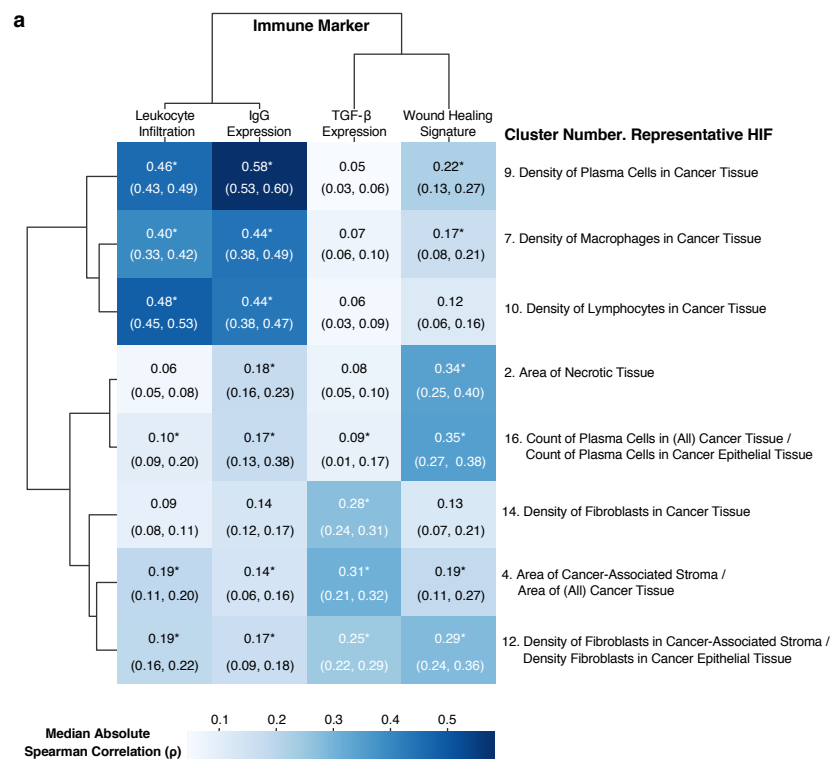 a
Immune Marker
Leukocyte
Infiltration
IgG
Expression
TGF-β
Expression
Wound Healing
Signature
Cluster Number. Representative HIF
0.46*
(0.43, 0.49)
0.58*
(0.53, 0.60)
0.05
(0.03, 0.06)
0.22*
(0.13, 0.27)
9. Density of Plasma Cells in Cancer Tissue
0.40*
(0.33, 0.42)
0.44*
(0.38, 0.49)
0.07
(0.06, 0.10)
0.17*
(0.08, 0.21)
7. Density of Macrophages in Cancer Tissue
0.48*
(0.45, 0.53)
0.44*
(0.38, 0.47)
0.06
(0.03, 0.09)
0.12
(0.06, 0.16)
10. Density of Lymphocytes in Cancer Tissue
0.06
(0.05, 0.08)
0.18*
(0.16, 0.23)
0.08
(0.05, 0.10)
0.34*
(0.25, 0.40)
2. Area of Necrotic Tissue
0.10*
(0.09, 0.20)
0.17*
(0.13, 0.38)
0.09*
(0.01, 0.17)
0.35*
(0.27, 0.38)
16. Count of Plasma Cells in (All) Cancer Tissue /
Count of Plasma Cells in Cancer Epithelial Tissue
0.09
(0.08, 0.11)
0.14
(0.12, 0.17)
0.28*
(0.24, 0.31)
0.13
(0.07, 0.21)
14. Density of Fibroblasts in Cancer Tissue
0.19*
(0.11, 0.20)
0.14*
(0.06, 0.16)
0.31*
(0.21, 0.32)
0.19*
(0.11, 0.27)
4. Area of Cancer-Associated Stroma /
Area of (All) Cancer Tissue
0.19*
(0.16, 0.22)
0.17*
(0.09, 0.18)
0.25*
(0.22, 0.29)
0.29*
(0.24, 0.36)
12. Density of Fibroblasts in Cancer-Associated Stroma /
Density Fibroblasts in Cancer Epithelial Tissue
Median Absolute
Spearman Correlation (ρ)
0.1 0.2 0.3 0.4 0.5